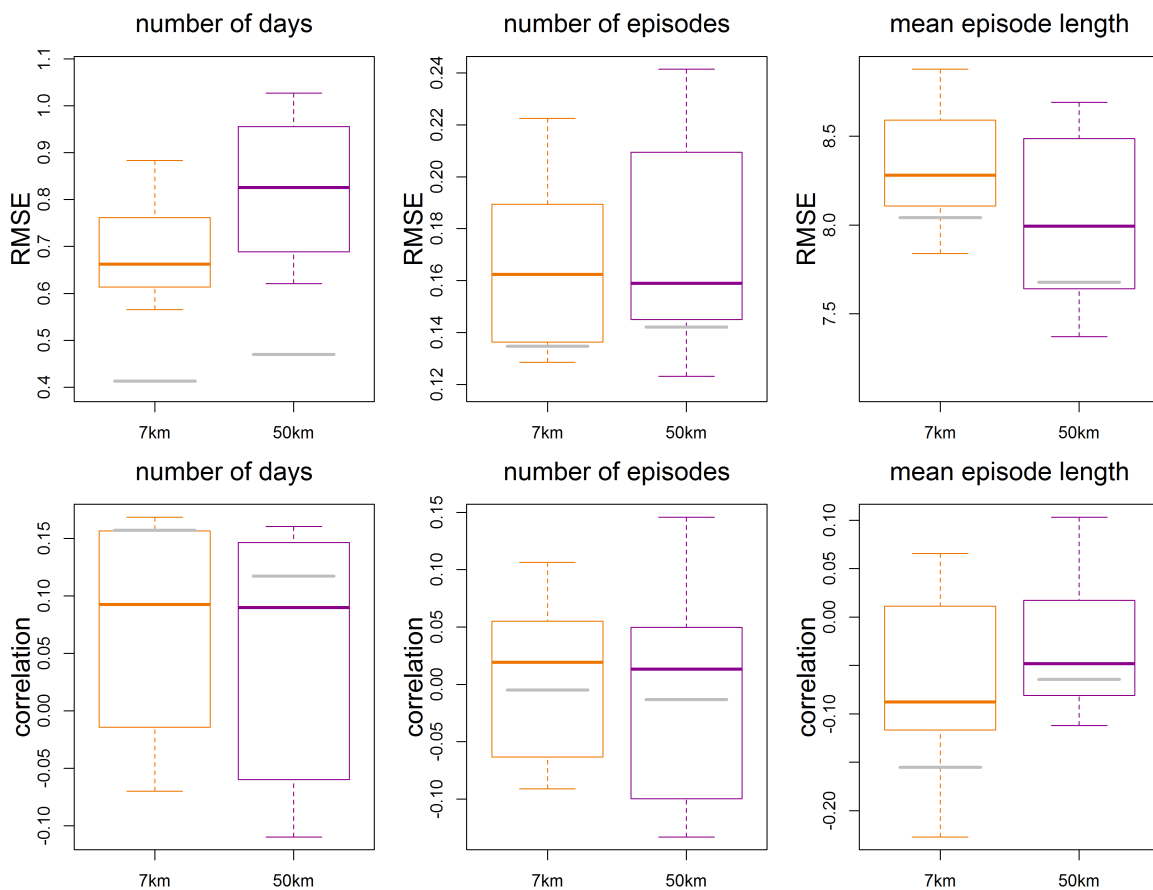 number of days
number of episodes
mean episode length
RMSE
1.1
1.0
0.9
0.8
0.7
0.6
0.5
0.4
7km
50km
RMSE
0.24
0.22
0.20
0.18
0.16
0.14
0.12
7km
50km
RMSE
8.5
8.0
7.5
7km
50km
number of days
number of episodes
mean episode length
correlation
0.15
0.10
0.05
0.00
-0.05
-0.10
7km
50km
correlation
0.15
0.10
0.05
0.00
-0.05
-0.10
7km
50km
correlation
0.10
0.05
0.00
-0.10
-0.20
7km
50km